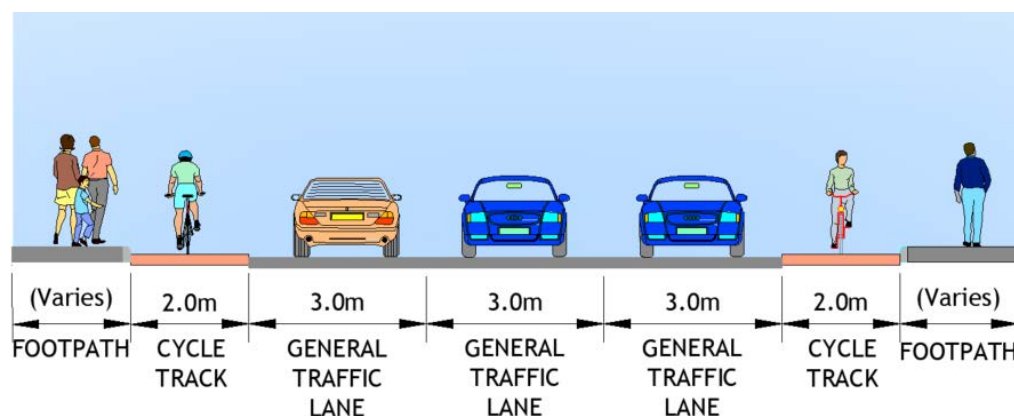 (Varies) 2.0m 3.0m 3.0m 3.0m 2.0m (Varies)
FOOTPATH CYCLE GENERAL GENERAL GENERAL CYCLE FOOTPATH
TRACK TRAFFIC TRAFFIC TRAFFIC TRACK
LANE LANE LANE